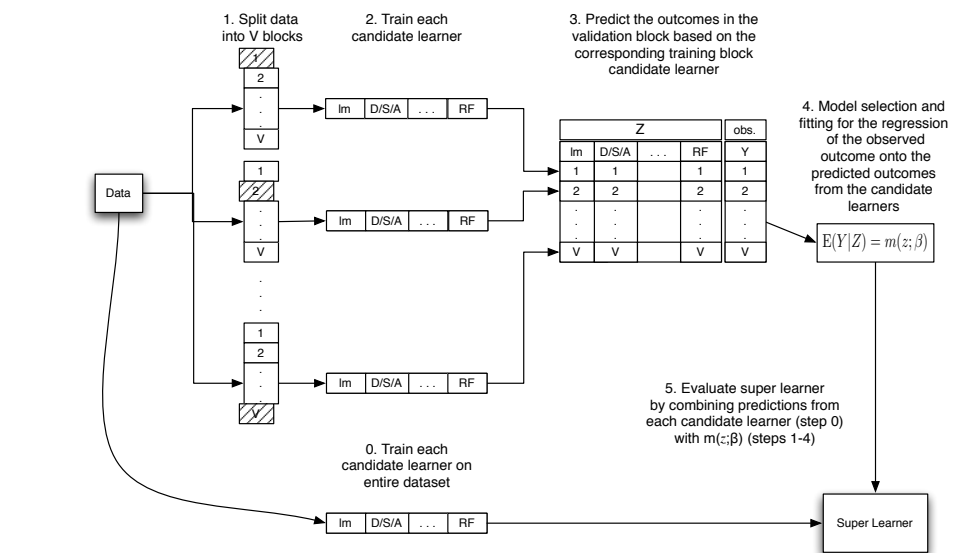 1. Split data
into V blocks
2. Train each
candidate learner
3. Predict the outcomes in the
validation block based on the
corresponding training block
candidate learner
4. Model selection and
fitting for the regression
of the observed
outcome onto the
predicted outcomes
from the candidate
learners
Data
1
2
.
.
.
V
lm D/S/A . . . RF
1
2
.
.
.
V
lm D/S/A . . . RF
.
.
.
1
2
.
.
.
V
lm D/S/A . . . RF
Z obs.
lm D/S/A . . . RF Y
1 1 1 1
2 2 2 2
. . . .
. . . .
. . . .
V V V V
E(Y|Z) = m(z; β)
5. Evaluate super learner
by combining predictions from
each candidate learner (step 0)
with m(z;β) (steps 1-4)
0. Train each
candidate learner on
entire dataset
lm D/S/A . . . RF
Super Learner